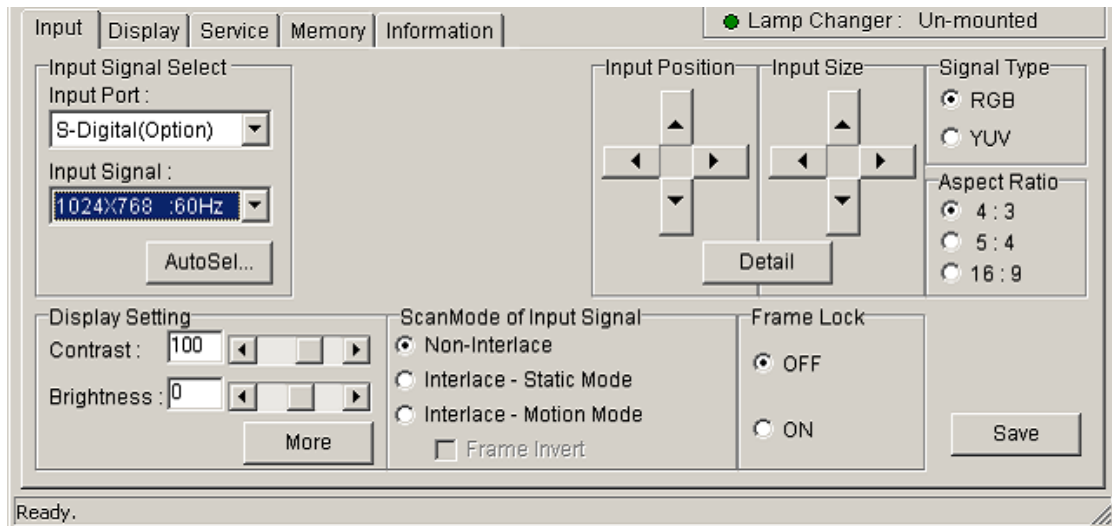 Lamp Changer : Un-mounted
Input Display Service Memory Information
Input Signal Select
Input Port :
S-Digital(Option)
Input Signal :
1024X768 :60Hz
AutoSel...
Input Position
Input Size
Detail
Signal Type
RGB
YUV
Aspect Ratio
4 : 3
5 : 4
16 : 9
Display Setting
Contrast : 100
Brightness : 0
More
ScanMode of Input Signal
Non-Interlace
Interlace - Static Mode
Interlace - Motion Mode
Frame Invert
Frame Lock
OFF
ON
Save
Ready.